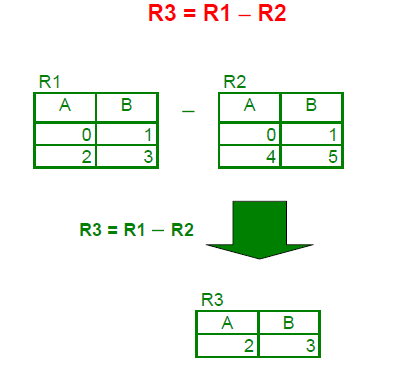 R3 = R1 – R2
R1 R2
A B – A B
0 1 0 1
2 3 4 5
R3 = R1 – R2
R3
A B
2 3